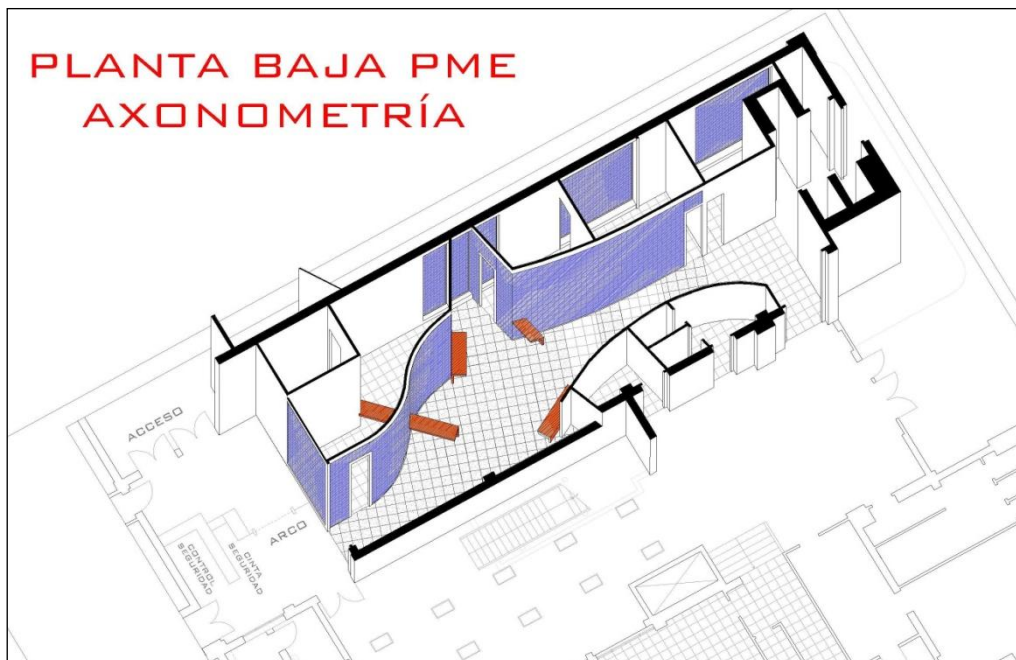 PLANTA BAJA PME
AXONOMETRÍA
ACCESO
ARCO
CONTROL
SEGURIDAD
CINTA
SEGURIDAD